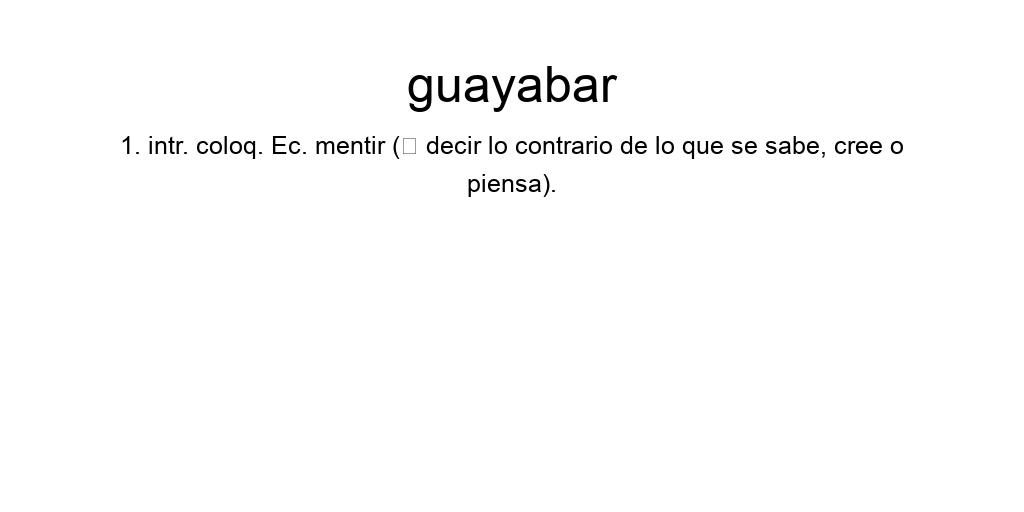 guayabar
1. intr. coloq. Ec. mentir (□ decir lo contrario de lo que se sabe, cree o
piensa).